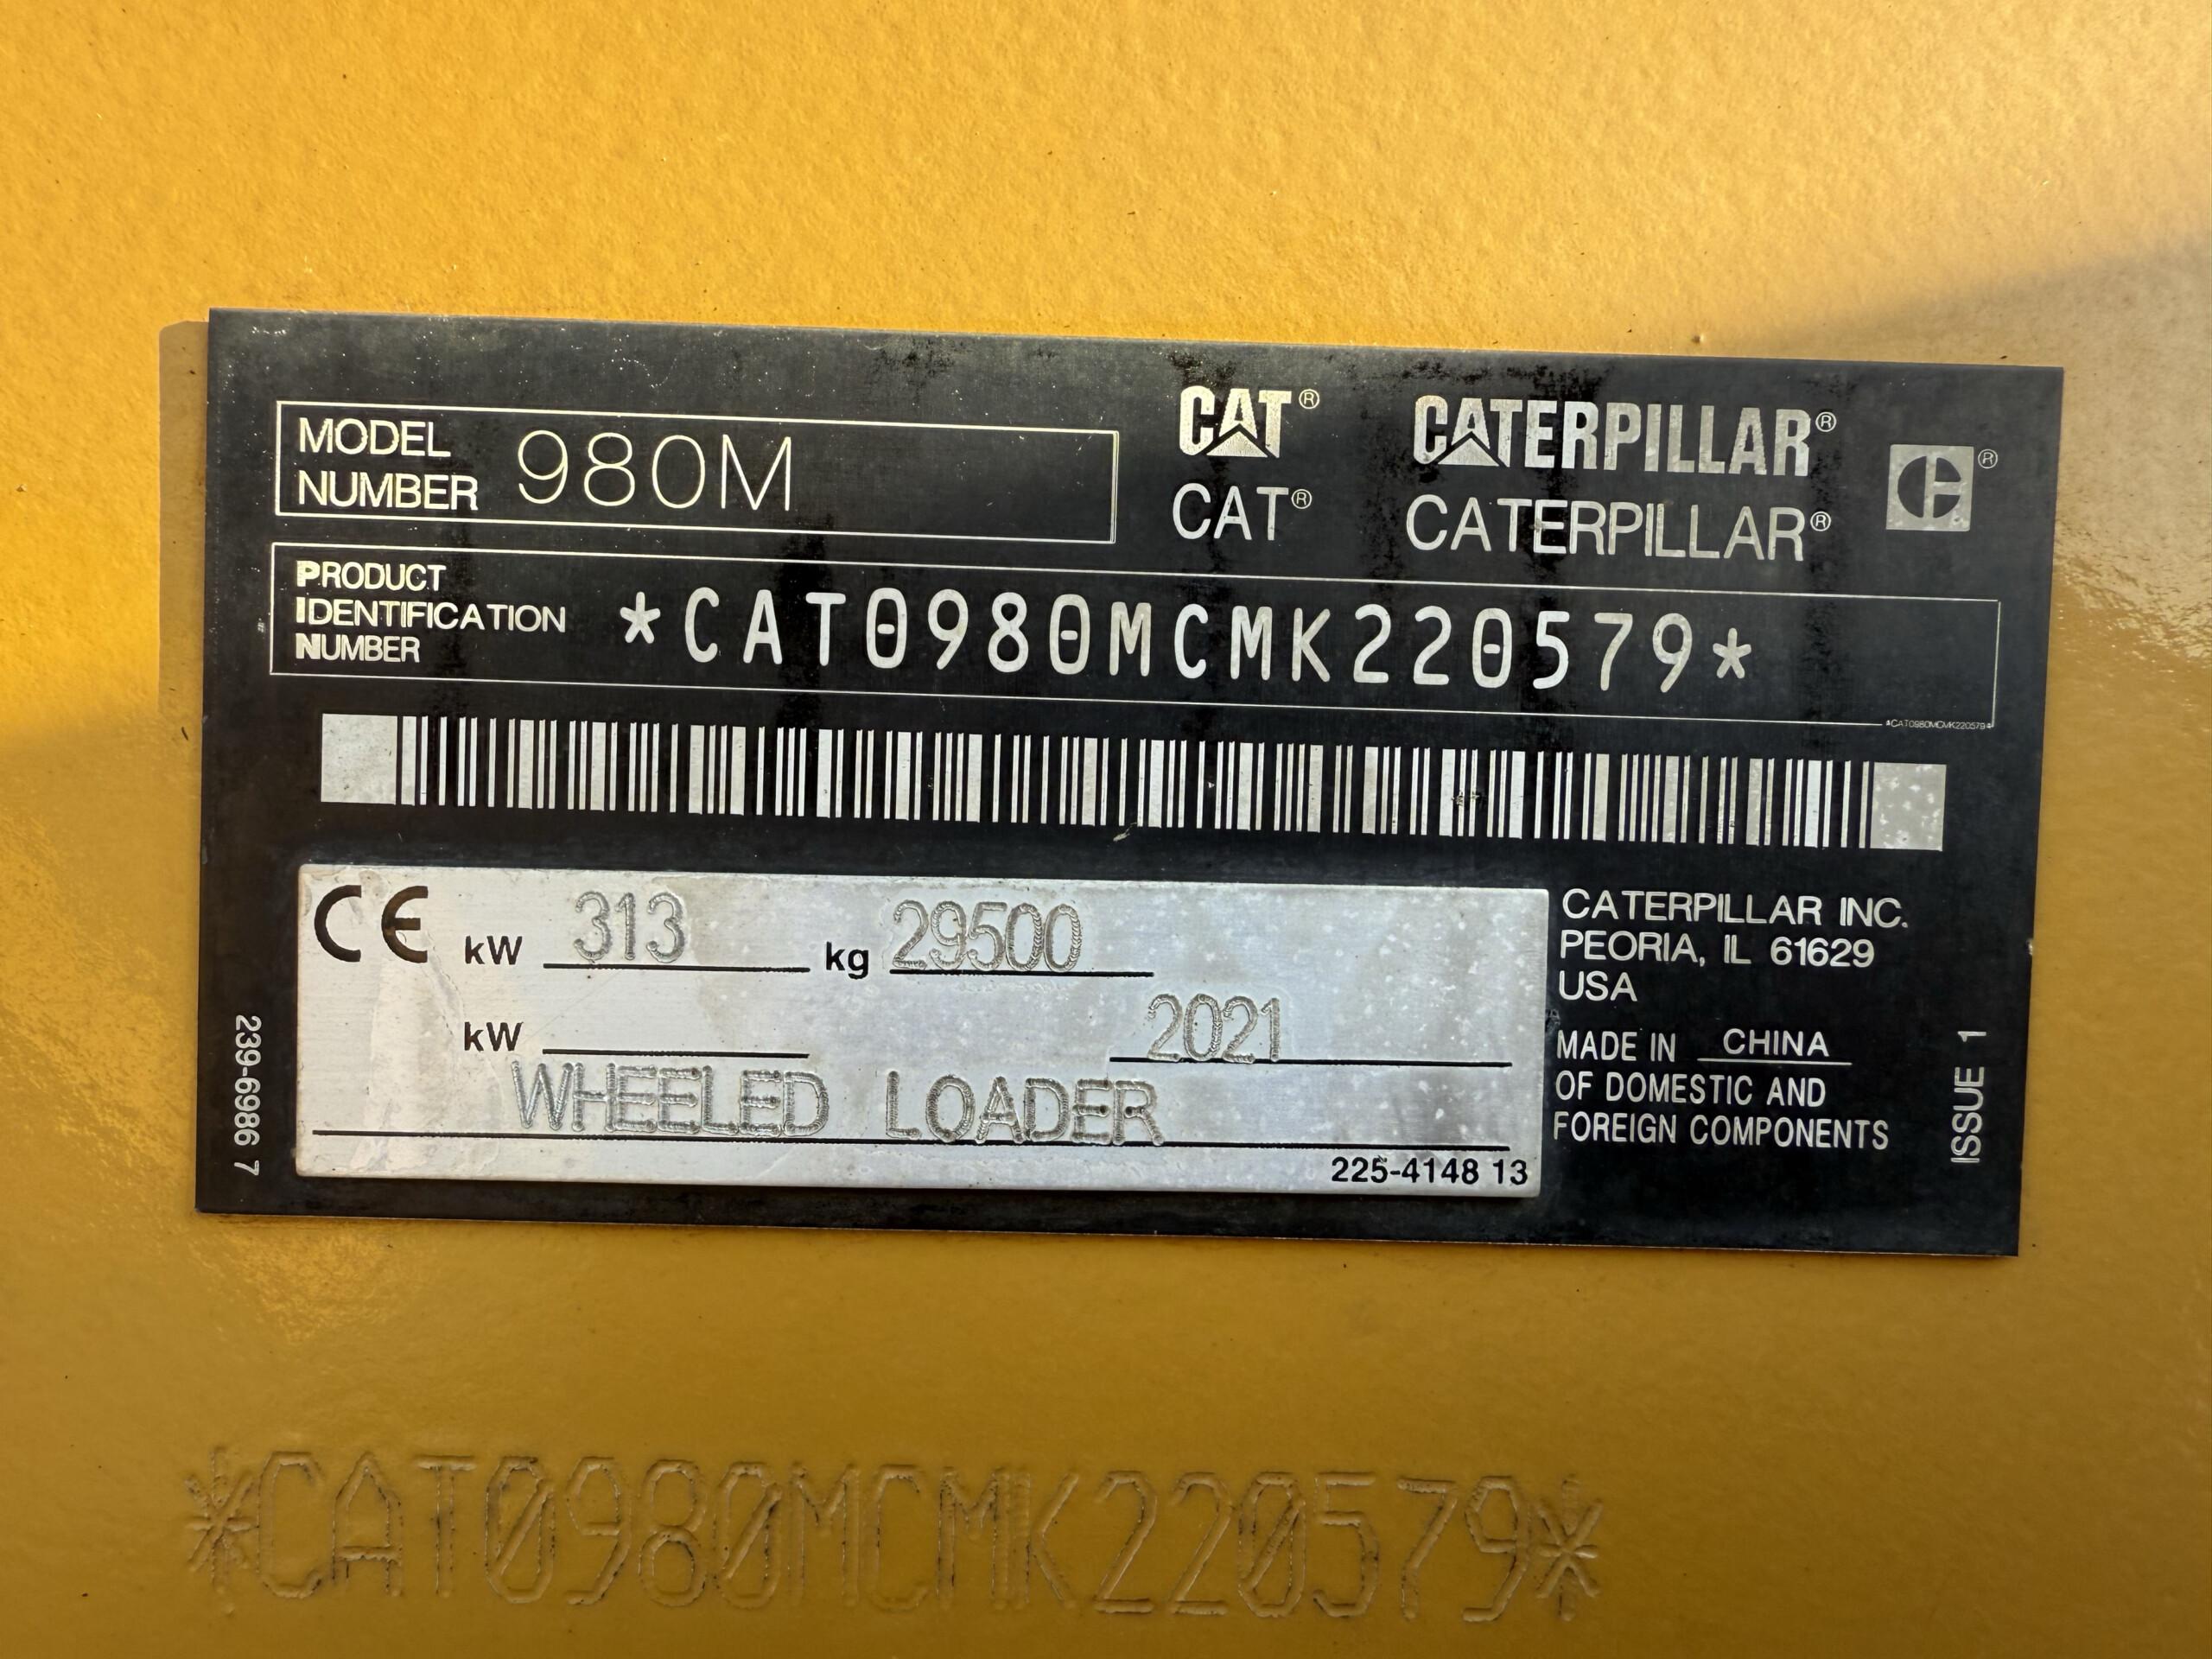 MODEL
NUMBER 980M
CAT® CATERPILLAR®
CAT® CATERPILLAR®
PRODUCT
IDENTIFICATION
NUMBER
*CAT0980MCMK220579*
*CAT0980MCMK220579*
CE kW 313 kg 29500
kW 2021
WHEELED LOADER
225-4148 13
CATERPILLAR INC.
PEORIA, IL 61629
USA
MADE IN CHINA
OF DOMESTIC AND
FOREIGN COMPONENTS
239-6986 7
ISSUE 1
*CAT0980MCMK220579*